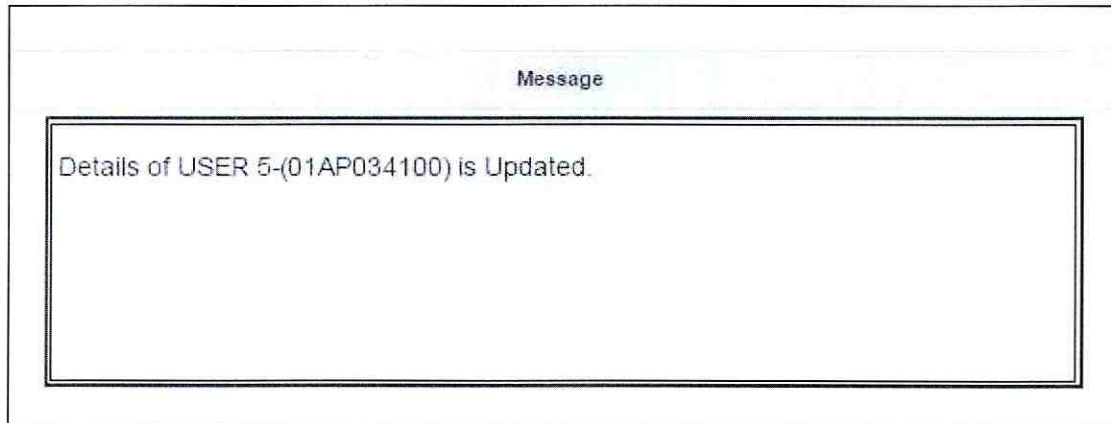 Message
Details of USER 5-(01AP034100) is Updated.